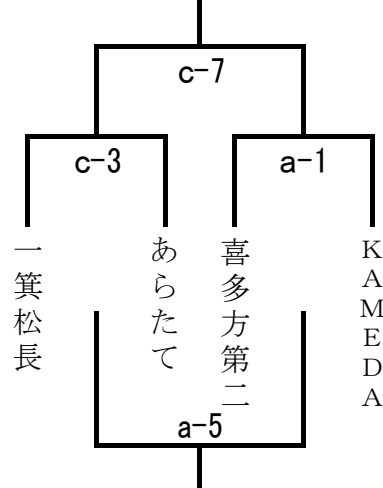 c-7
c-3
a-1
一箕松長
あらたて
喜多方第二
ＫＡＭＥＤＡ
a-5